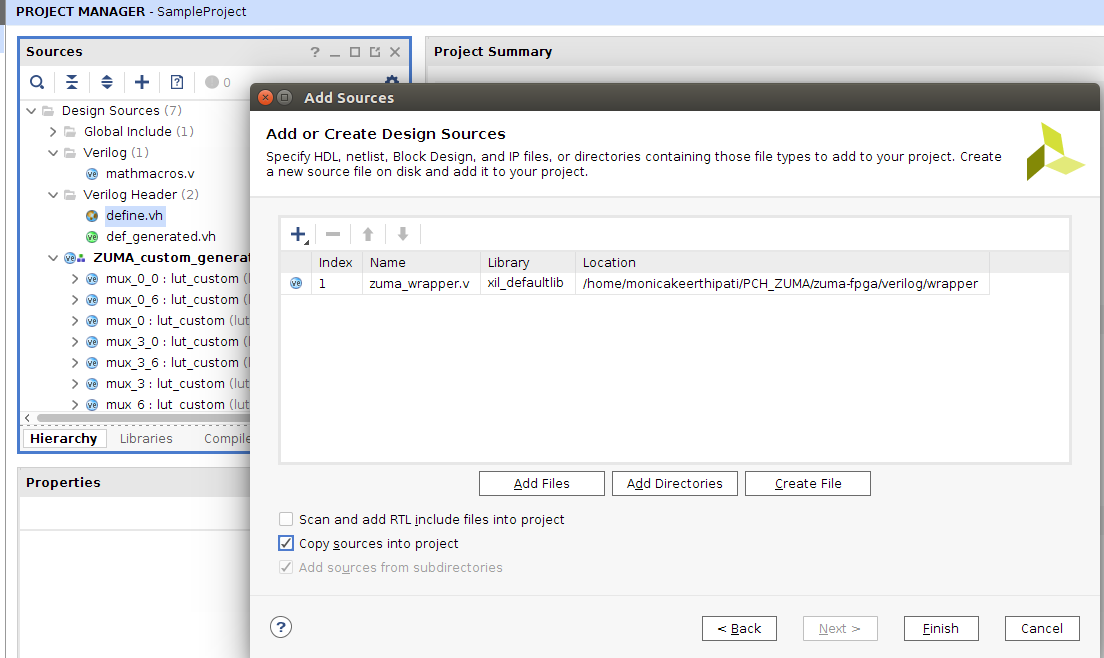 PROJECT MANAGER - SampleProject
Sources
Project Summary
0
Design Sources (7)
Global Include (1)
Verilog (1)
mathmacros.v
Verilog Header (2)
define.vh
def_generated.vh
ZUMA_custom_generat
mux_0_0 : lut_custom (l
mux_0_6 : lut_custom (l
mux_0 : lut_custom (lut
mux_3_0 : lut_custom (l
mux_3_6 : lut_custom (l
mux_3 : lut_custom (lut
mux_6 : lut_custom (lut
Hierarchy Libraries Compile
Properties
Add Sources
Add or Create Design Sources
Specify HDL, netlist, Block Design, and IP files, or directories containing those file types to add to your project. Create
a new source file on disk and add it to your project.
Index Name Library Location
1 zuma_wrapper.v xil_defaultlib /home/monicakeerthipati/PCH_ZUMA/zuma-fpga/verilog/wrapper
Add Files Add Directories Create File
Scan and add RTL include files into project
Copy sources into project
Add sources from subdirectories
? < Back Next > Finish Cancel